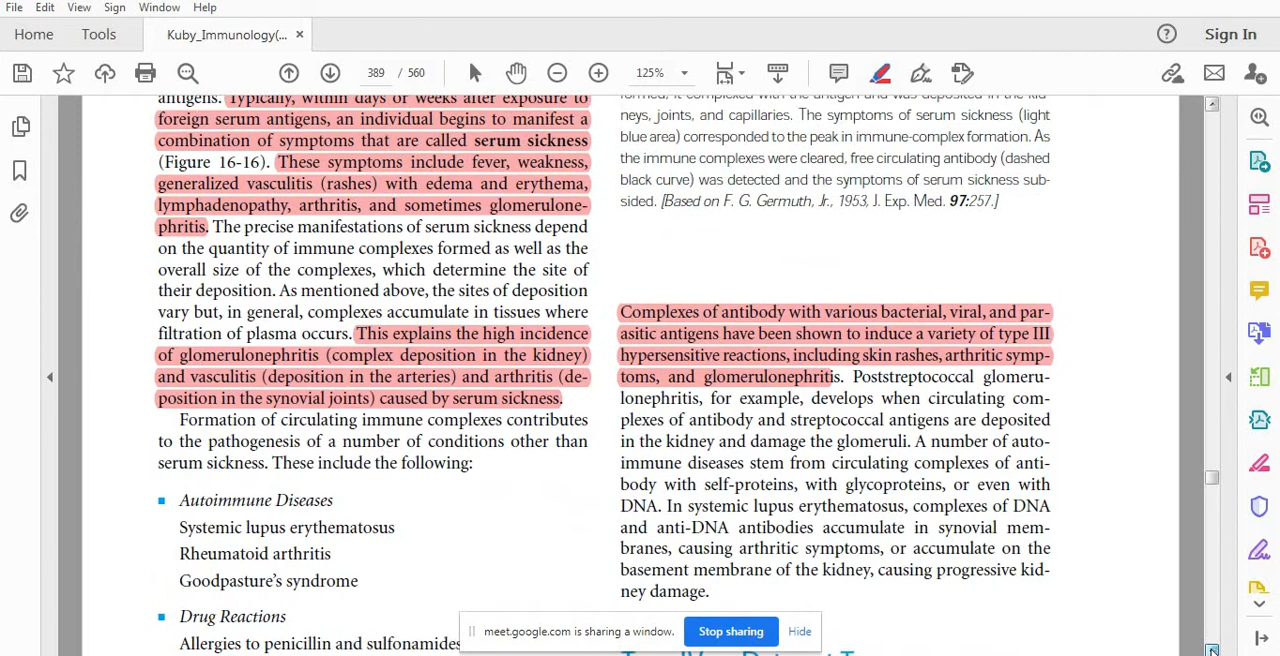 File Edit View Sign Window Help
Home Tools Kuby_Immunology(... × Sign In
389 / 560 125%
antigens. Typically, within days or weeks after exposure to
foreign serum antigens, an individual begins to manifest a
combination of symptoms that are called serum sickness
(Figure 16-16). These symptoms include fever, weakness,
generalized vasculitis (rashes) with edema and erythema,
lymphadenopathy, arthritis, and sometimes glomerulone-
phritis. The precise manifestations of serum sickness depend
on the quantity of immune complexes formed as well as the
overall size of the complexes, which determine the site of
their deposition. As mentioned above, the sites of deposition
vary but, in general, complexes accumulate in tissues where
filtration of plasma occurs. This explains the high incidence
of glomerulonephritis (complex deposition in the kidney)
and vasculitis (deposition in the arteries) and arthritis (de-
position in the synovial joints) caused by serum sickness.
Formation of circulating immune complexes contributes
to the pathogenesis of a number of conditions other than
serum sickness. These include the following:
■ Autoimmune Diseases
Systemic lupus erythematosus
Rheumatoid arthritis
Goodpasture's syndrome
■ Drug Reactions
Allergies to penicillin and sulfonamides
formed, it complexed with the antigen and was deposited in the kid-
neys, joints, and capillaries. The symptoms of serum sickness (light
blue area) corresponded to the peak in immune-complex formation. As
the immune complexes were cleared, free circulating antibody (dashed
black curve) was detected and the symptoms of serum sickness sub-
sided. [Based on F. G. Germuth, Jr., 1953, J. Exp. Med. 97:257.]
Complexes of antibody with various bacterial, viral, and par-
asitic antigens have been shown to induce a variety of type III
hypersensitive reactions, including skin rashes, arthritic symp-
toms, and glomerulonephritis. Poststreptococcal glomeru-
lonephritis, for example, develops when circulating com-
plexes of antibody and streptococcal antigens are deposited
in the kidney and damage the glomeruli. A number of auto-
immune diseases stem from circulating complexes of anti-
body with self-proteins, with glycoproteins, or even with
DNA. In systemic lupus erythematosus, complexes of DNA
and anti-DNA antibodies accumulate in synovial mem-
branes, causing arthritic symptoms, or accumulate on the
basement membrane of the kidney, causing progressive kid-
ney damage.
meet.google.com is sharing a window. Stop sharing Hide